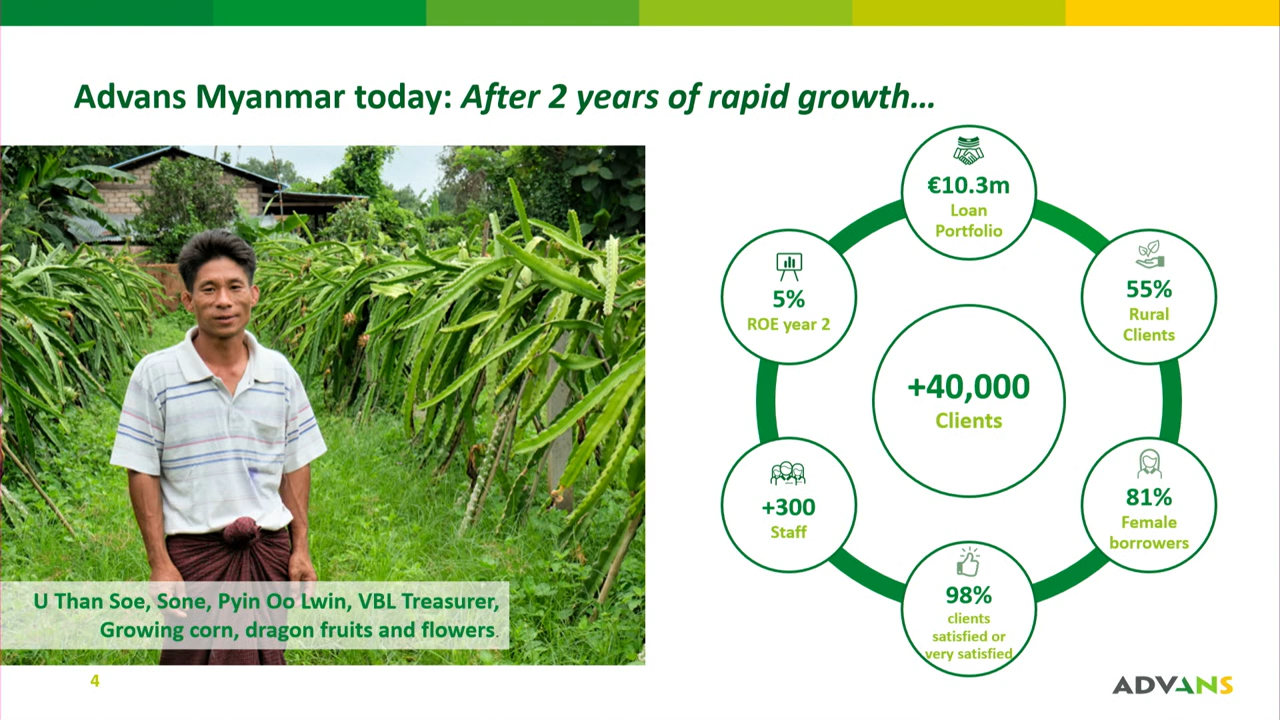 Advans Myanmar today: After 2 years of rapid growth…
€10.3m
Loan
Portfolio
55%
Rural
Clients
81%
Female
borrowers
98%
clients
satisfied or
very satisfied
+300
Staff
5%
ROE year 2
+40,000
Clients
U Than Soe, Sone, Pyin Oo Lwin, VBL Treasurer,
Growing corn, dragon fruits and flowers.
4
ADVANS